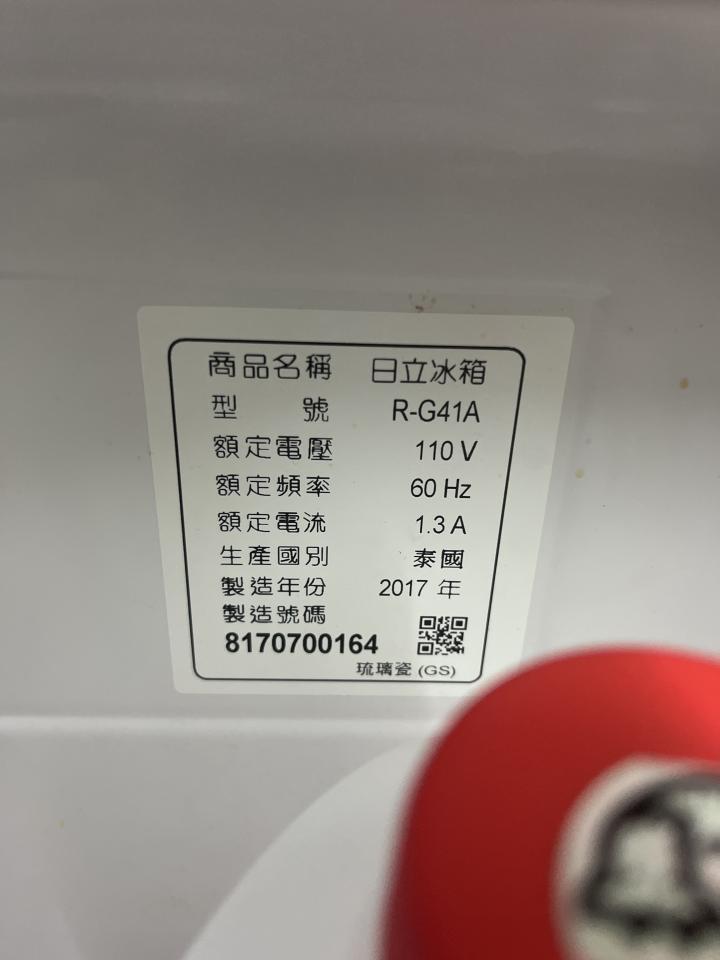 商品名稱 日立冰箱
型號 R-G41A
額定電壓 110 V
額定頻率 60 Hz
額定電流 1.3 A
生產國別 泰國
製造年份 2017 年
製造號碼
8170700164
琉璃瓷 (GS)